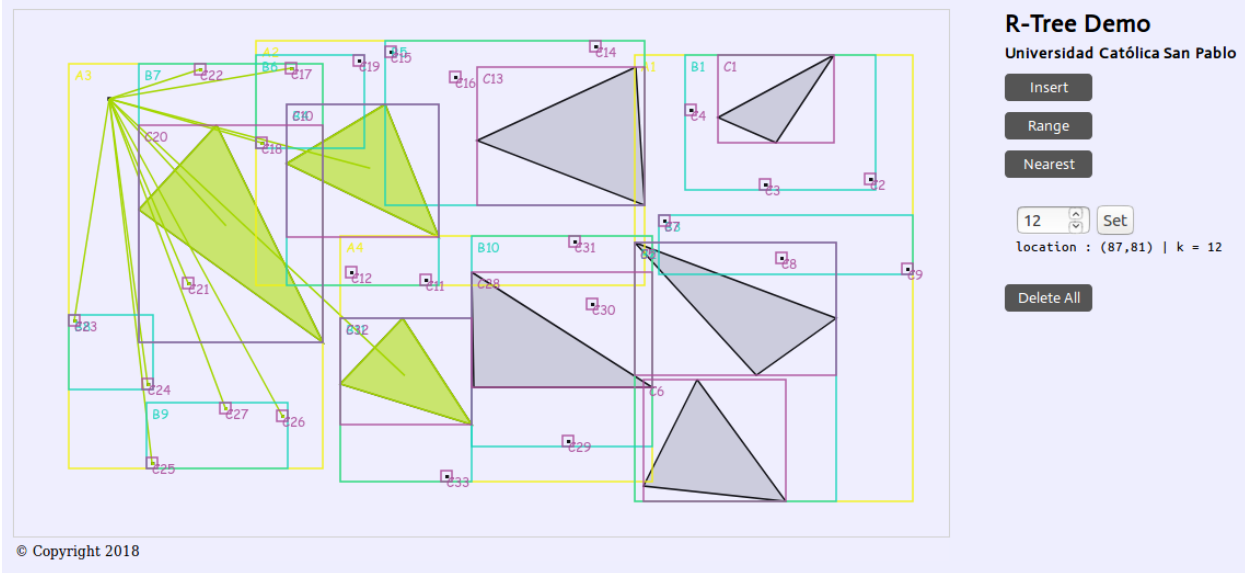 R-Tree Demo
Universidad Católica San Pablo
Insert
Range
Nearest
12
Set
location : (87,81) | k = 12
Delete All
A2
B6
C19
C15
C14
A3
B7
C22
C17
C16
C13
A1
B1
C1
C10
C4
C20
C18
C3
C2
C31
B10
A4
C12
C11
C28
C8
C9
C21
C30
C23
C32
C24
C6
B9
C27
C26
C29
C25
C33
© Copyright 2018